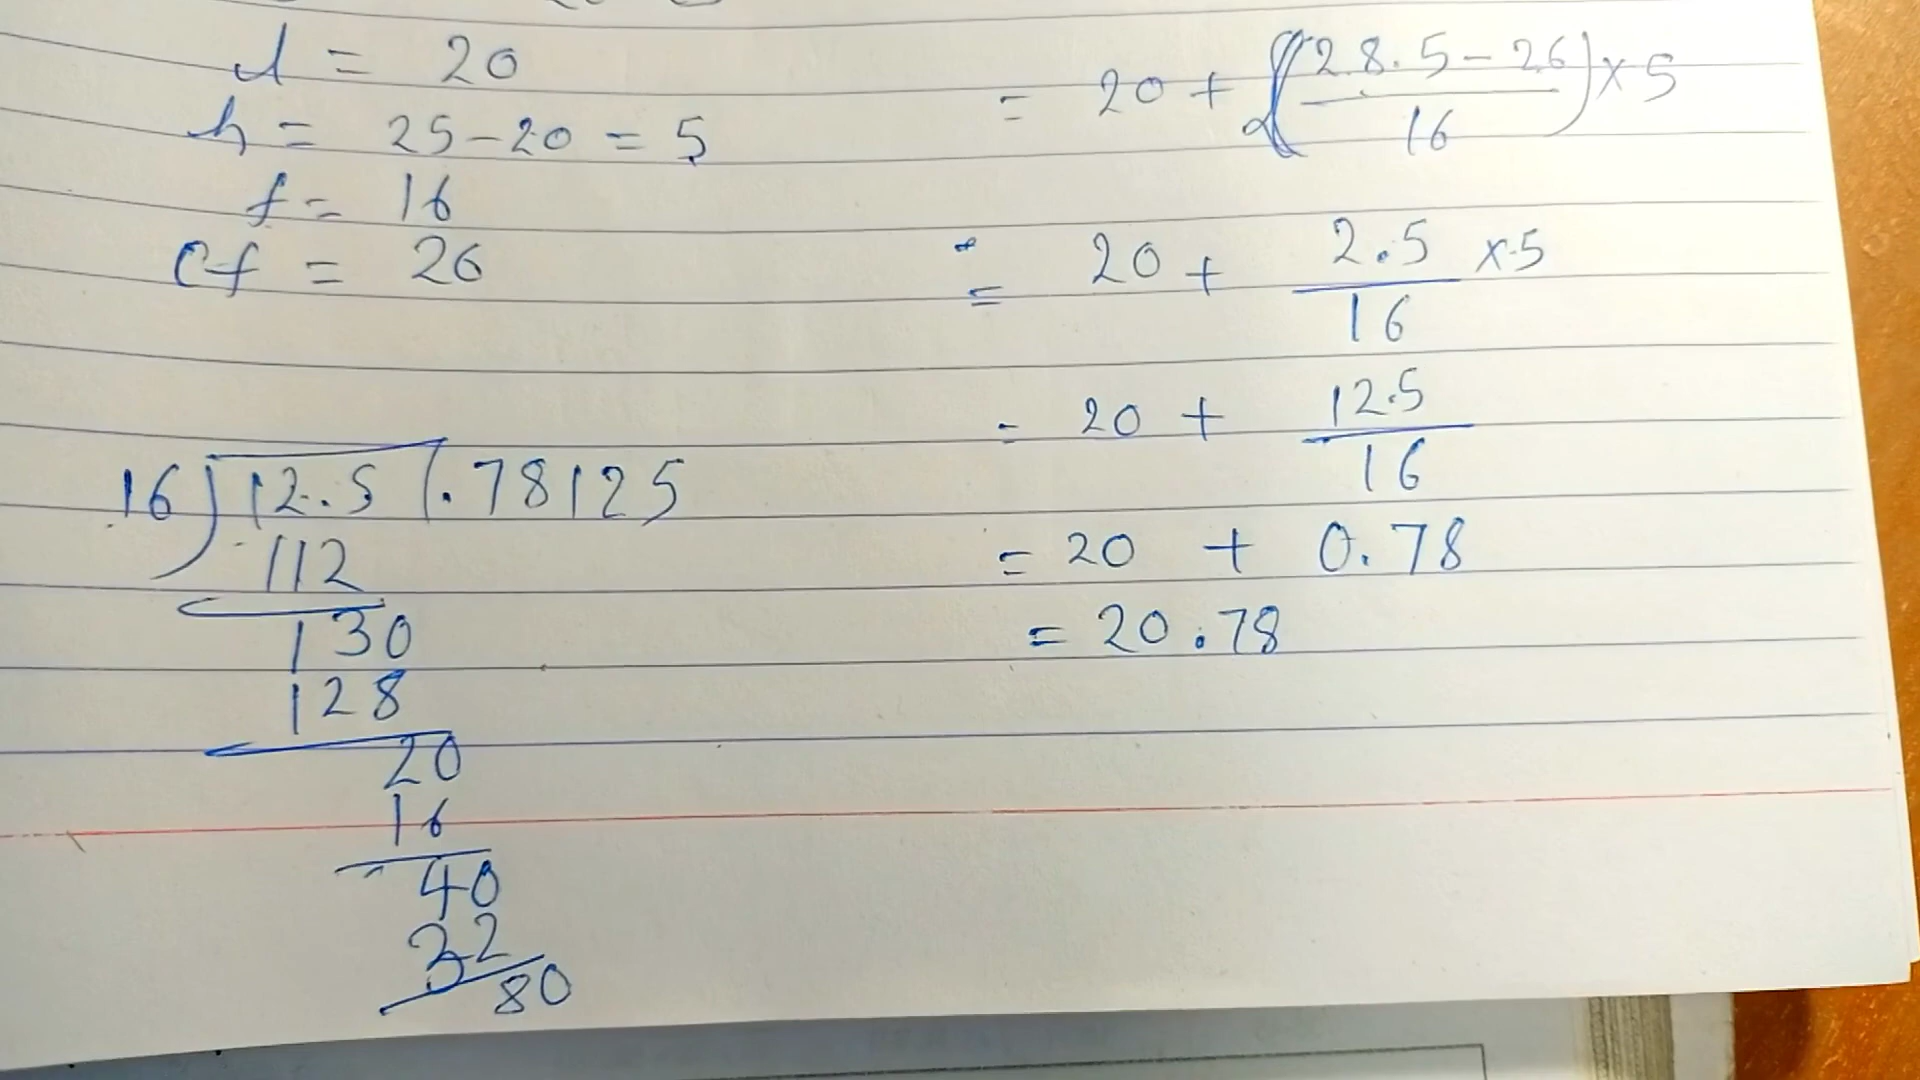 l = 20
h = 25-20 = 5
f = 16
cf = 26
16)12.5(.78125
112
130
128
20
16
40
32
80
= 20 + (28.5-26/16)×5
= 20 + 2.5/16 ×5
= 20 + 12.5/16
= 20 + 0.78
= 20.78